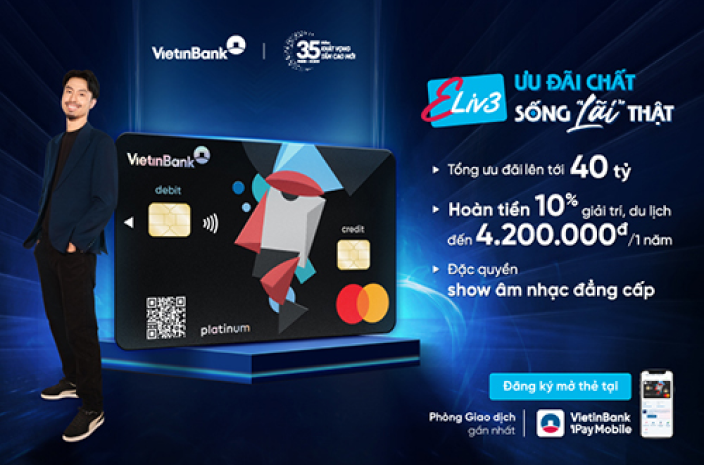 VietinBank
35 NĂM
KHÁT VỌNG
TẦM CAO MỚI
ELiv3
ƯU ĐÃI CHẤT
SỐNG "Lãi" THẬT
VietinBank
debit
credit
platinum
Tổng ưu đãi lên tới 40 tỷ
Hoàn tiền 10% giải trí, du lịch
đến 4.200.000đ/1 năm
Đặc quyền
show âm nhạc đẳng cấp
Đăng ký mở thẻ tại
Phòng Giao dịch
gần nhất
VietinBank
iPay Mobile